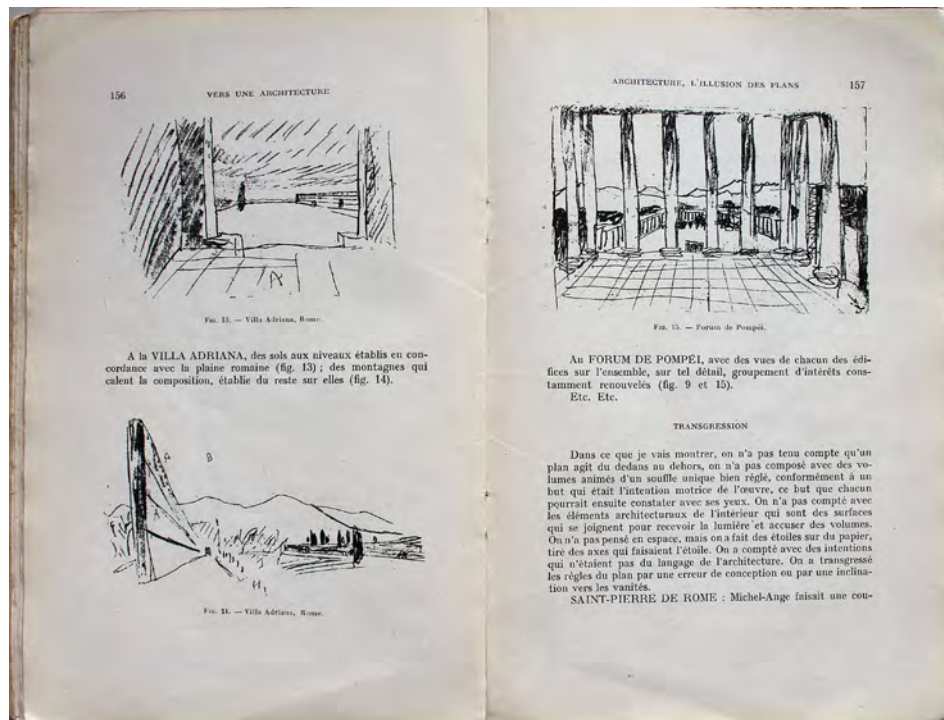 156
VERS UNE ARCHITECTURE
A
FIG. 13. — Villa Adriana, Rome.
A la VILLA ADRIANA, des sols aux niveaux établis en con-
cordance avec la plaine romaine (fig. 13) ; des montagnes qui
calent la composition, établie du reste sur elles (fig. 14).
A
B
A
H1
FIG. 14. — Villa Adriana, Rome.
ARCHITECTURE, L'ILLUSION DES PLANS
157
FIG. 15. — Forum de Pompéi.
Au FORUM DE POMPÉI, avec des vues de chacun des édi-
fices sur l'ensemble, sur tel détail, groupement d'intérêts cons-
tamment renouvelés (fig. 9 et 15).
Etc. Etc.
TRANSGRESSION
Dans ce que je vais montrer, on n'a pas tenu compte qu'un
plan agit du dedans au dehors, on n'a pas composé avec des vo-
lumes animés d'un souffle unique bien réglé, conformément à un
but qui était l'intention motrice de l'œuvre, ce but que chacun
pourrait ensuite constater avec ses yeux. On n'a pas compté avec
les éléments architecturaux de l'intérieur qui sont des surfaces
qui se joignent pour recevoir la lumière et accuser des volumes.
On n'a pas pensé en espace, mais on a fait des étoiles sur du papier,
tiré des axes qui faisaient l'étoile. On a compté avec des intentions
qui n'étaient pas du langage de l'architecture. On a transgressé
les règles du plan par une erreur de conception ou par une inclina-
tion vers les vanités.
SAINT-PIERRE DE ROME : Michel-Ange faisait une cou-